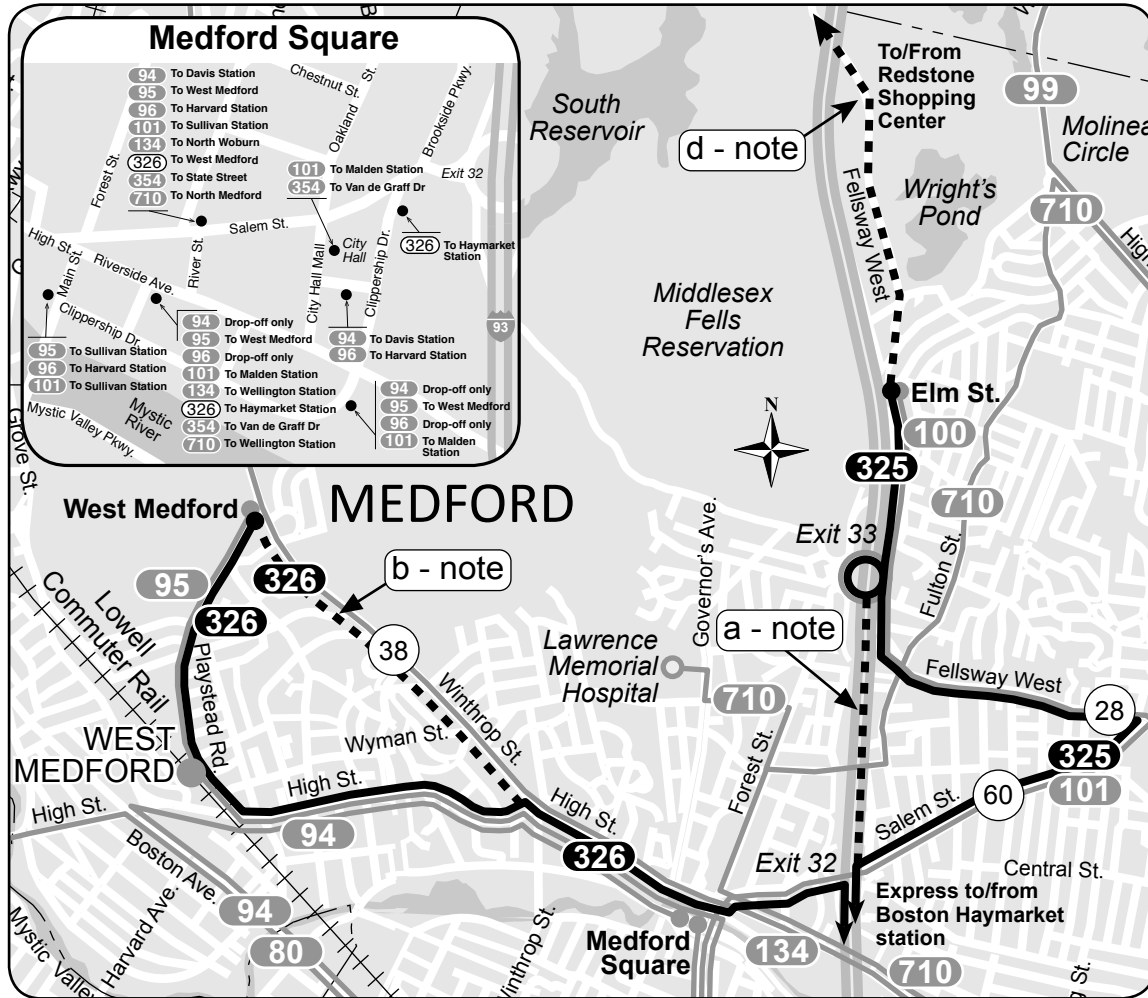 Medford Square
94 To Davis Station
95 To West Medford
96 To Harvard Station
101 To Sullivan Station
134 To North Woburn
326 To West Medford
354 To State Street
710 To North Medford
Chestnut St.
Oakland St.
Brookside Pkwy.
Exit 32
101 To Malden Station
354 To Van de Graff Dr
Forest St.
Salem St.
River St.
City Hall
326 To Haymarket
Station
High St.
Riverside Ave.
Main St.
Clippership Dr.
City Hall Mall
Clippership Dr.
93
95 To Sullivan Station
96 To Harvard Station
101 To Sullivan Station
94 Drop-off only
95 To West Medford
96 Drop-off only
101 To Malden Station
134 To Wellington Station
326 To Haymarket Station
354 To Van de Graff Dr
710 To Wellington Station
94 To Davis Station
96 To Harvard Station
94 Drop-off only
95 To West Medford
96 Drop-off only
101 To Malden
Station
Mystic
River
Mystic Valley Pkwy.
To/From
Redstone
Shopping
Center
99
South
Reservoir
d - note
Molinea
Circle
Wright's
Pond
710
High
Fellsway West
Middlesex
Fells
Reservation
Elm St.
100
N
325
710
Grove St.
West Medford
MEDFORD
Exit 33
Governor's Ave.
Fulton St.
95
326
326
b - note
a - note
Lowell
Commuter Rail
Playstead Rd.
38
Lawrence
Memorial
Hospital
Fellsway West
710
28
Winthrop St.
WEST
MEDFORD
Wyman St.
Forest St.
325
101
High St.
High St.
High St.
60
Salem St.
94
326
Exit 32
Central St.
Boston Ave.
Express to/from
Boston Haymarket
station
94
Harvard Ave.
80
Winthrop St.
Medford
Square
134
710
Mystic Valley
g St.